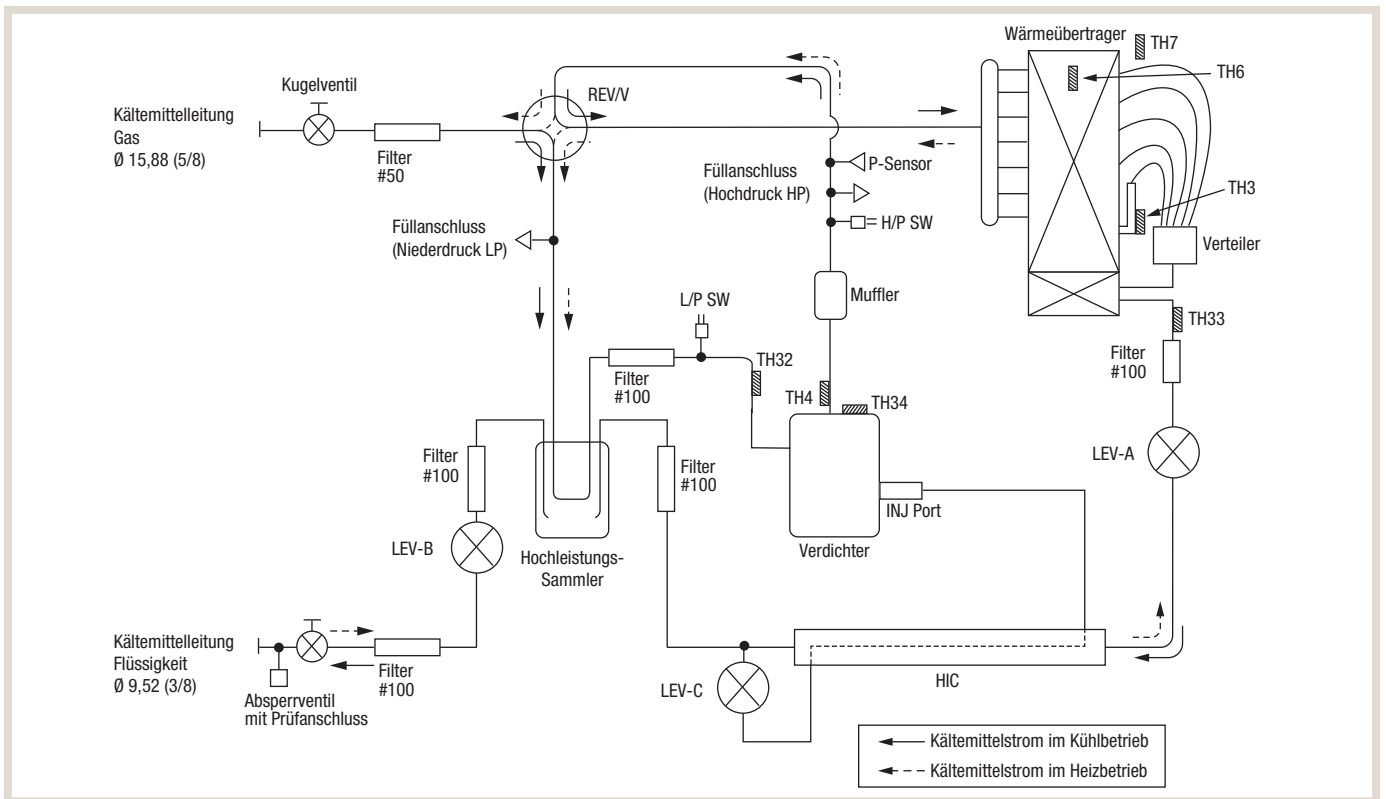 Wärmeübertrager
TH7
TH6
Kugelventil
REV/V
Kältemittelleitung
Gas
Ø 15,88 (5/8)
Filter
#50
Füllanschluss
(Hochdruck HP)
P-Sensor
H/P SW
TH3
Verteiler
Füllanschluss
(Niederdruck LP)
Muffler
L/P SW
TH33
Filter
#100
TH32
Filter
#100
TH4
TH34
LEV-A
Filter
#100
Filter
#100
INJ Port
Verdichter
LEV-B
Hochleistungs-
Sammler
Kältemittelleitung
Flüssigkeit
Ø 9,52 (3/8)
Filter
#100
Absperrventil
mit Prüfanschluss
LEV-C
HIC
Kältemittelstrom im Kühlbetrieb
Kältemittelstrom im Heizbetrieb